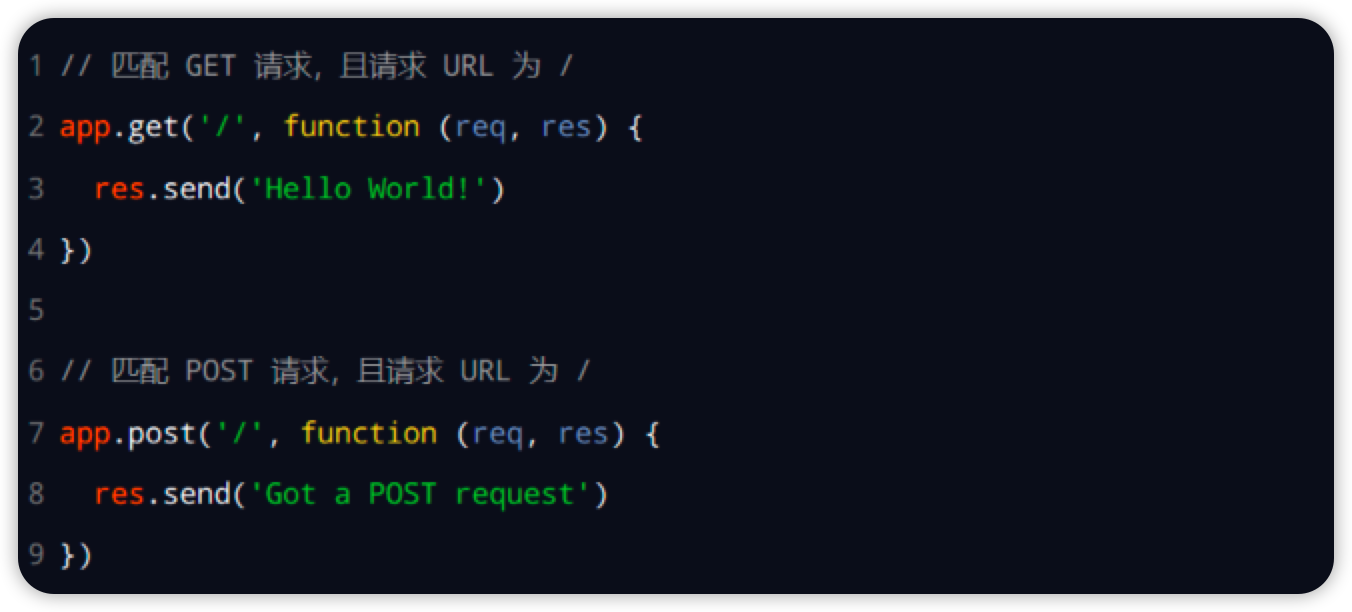 1 // 匹配 GET 请求，且请求 URL 为 /
2 app.get('/', function (req, res) {
3   res.send('Hello World!')
4 })
5
6 // 匹配 POST 请求，且请求 URL 为 /
7 app.post('/', function (req, res) {
8   res.send('Got a POST request')
9 })